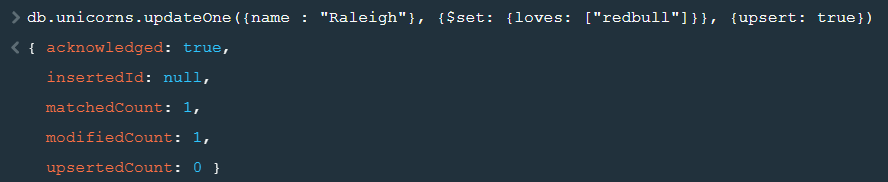 > db.unicorns.updateOne({name : "Raleigh"}, {$set: {loves: ["redbull"]}}, {upsert: true})
< { acknowledged: true,
insertedId: null,
matchedCount: 1,
modifiedCount: 1,
upsertedCount: 0 }